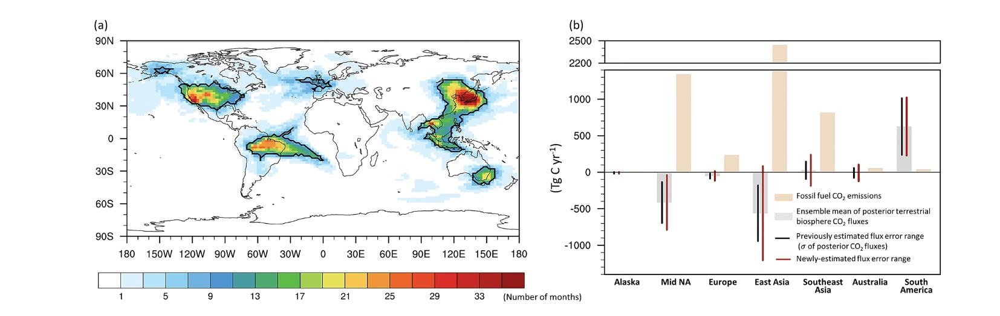 (a)
90N
60N
30N
0
30S
60S
90S
180 150W 120W 90W 60W 30W 0 30E 60E 90E 120E 150E 180
1 5 9 13 17 21 25 29 33 (Number of months)
(b)
2500
2200
1000
500
0
-500
-1000
(Tg C yr⁻¹)
Fossil fuel CO₂ emissions
Ensemble mean of posterior terrestrial
biosphere CO₂ fluxes
Previously estimated flux error range
(σ of posterior CO₂ fluxes)
Newly-estimated flux error range
Alaska Mid NA Europe East Asia Southeast Australia South
Asia America